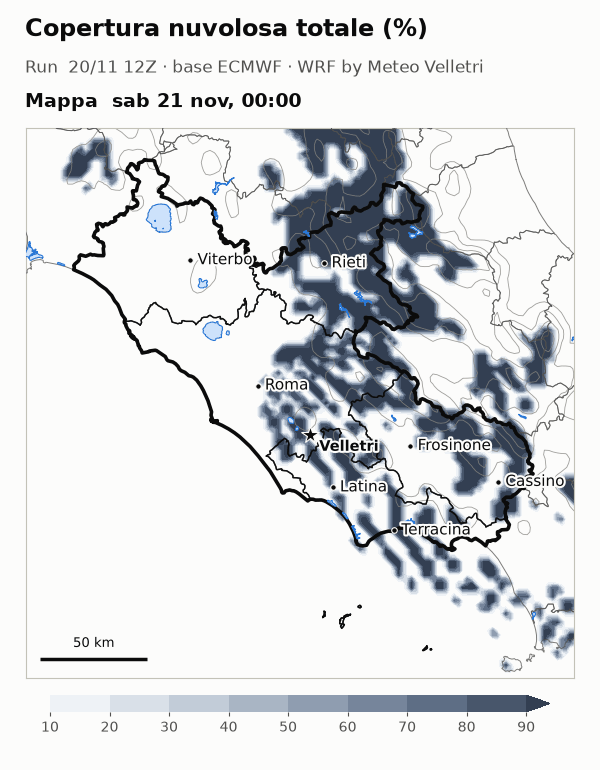 Copertura nuvolosa totale (%)
Run  20/11 12Z · base ECMWF · WRF by Meteo Velletri
Mappa  sab 21 nov, 00:00
Viterbo
Rieti
Roma
Velletri
Frosinone
Latina
Cassino
Terracina
50 km
10 20 30 40 50 60 70 80 90